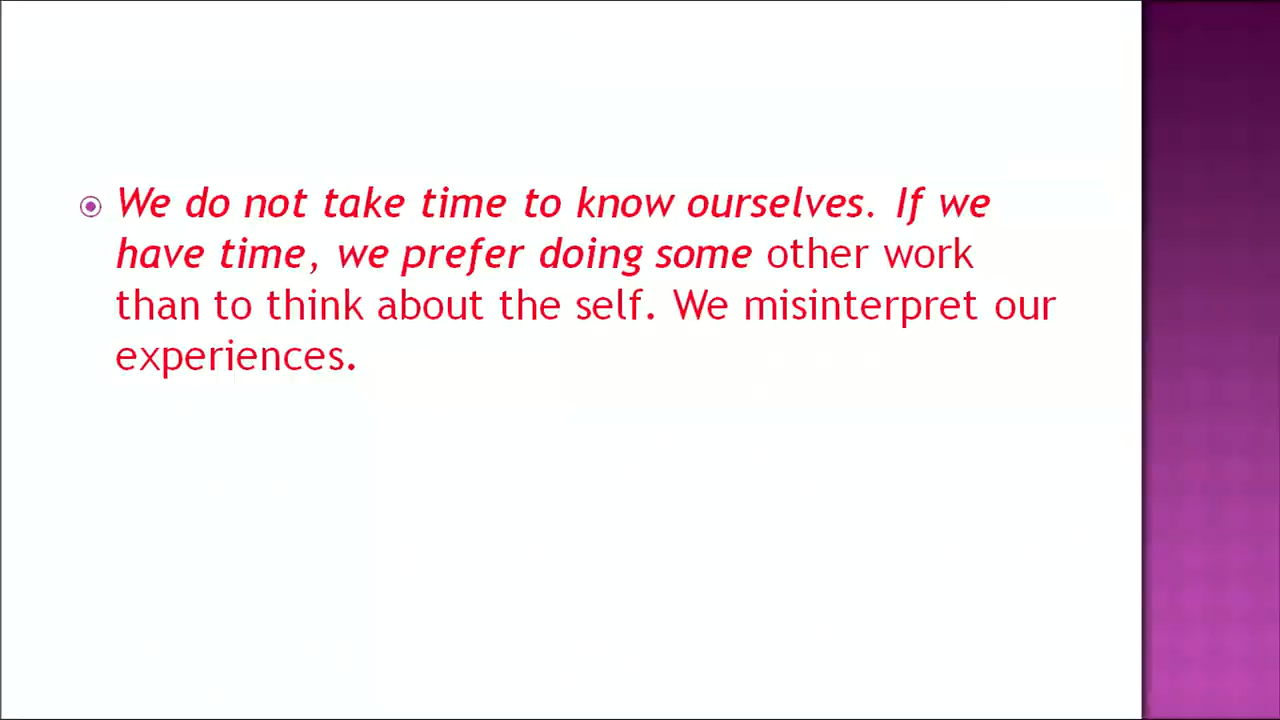 We do not take time to know ourselves. If we
have time, we prefer doing some other work
than to think about the self. We misinterpret our
experiences.